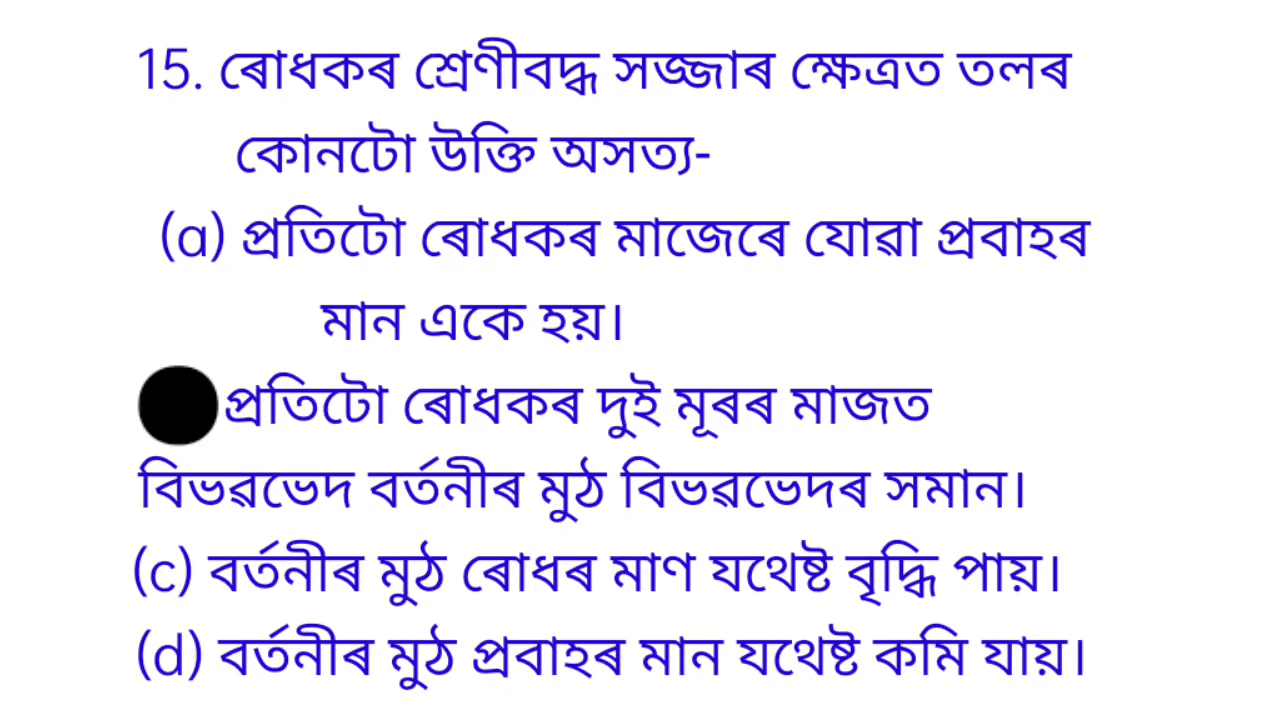 15. ৰোধকৰ শ্ৰেণীবদ্ধ সজ্জাৰ ক্ষেত্ৰত তলৰ
কোনটো উক্তি অসত্য-
(a) প্ৰতিটো ৰোধকৰ মাজেৰে যোৱা প্ৰবাহৰ
মান একে হয়।
প্ৰতিটো ৰোধকৰ দুই মূৰৰ মাজত
বিভৱভেদ বৰ্তনীৰ মুঠ বিভৱভেদৰ সমান।
(c) বৰ্তনীৰ মুঠ ৰোধৰ মাণ যথেষ্ট বৃদ্ধি পায়।
(d) বৰ্তনীৰ মুঠ প্ৰবাহৰ মান যথেষ্ট কমি যায়।